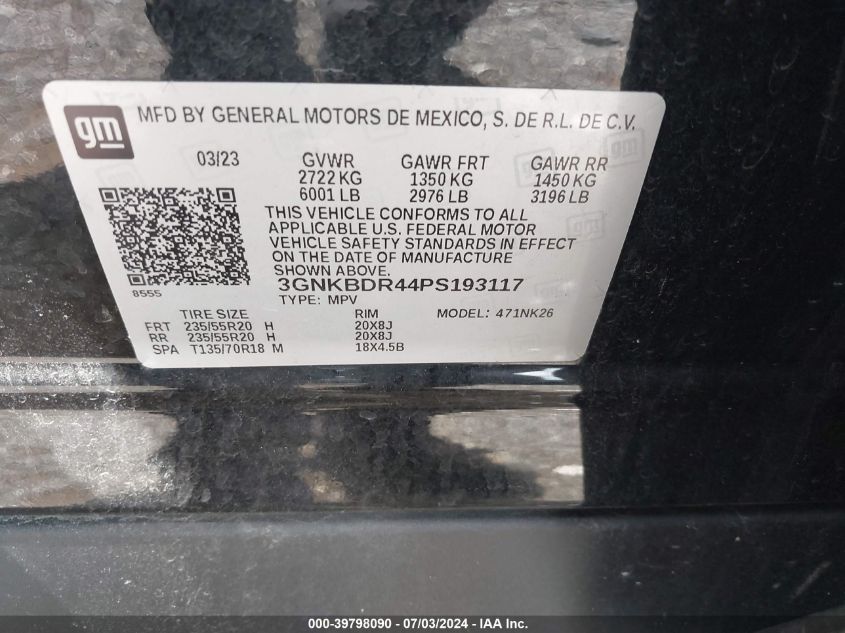 gm
MFD BY GENERAL MOTORS DE MEXICO, S. DE R.L. DE C.V.
03/23 GVWR GAWR FRT GAWR RR
2722 KG 1350 KG 1450 KG
6001 LB 2976 LB 3196 LB
THIS VEHICLE CONFORMS TO ALL
APPLICABLE U.S. FEDERAL MOTOR
VEHICLE SAFETY STANDARDS IN EFFECT
ON THE DATE OF MANUFACTURE
SHOWN ABOVE.
8555
3GNKBDR44PS193117
TYPE: MPV
TIRE SIZE RIM MODEL: 471NK26
FRT 235/55R20 H 20X8J
RR 235/55R20 H 20X8J
SPA T135/70R18 M 18X4.5B
000-39798090 - 07/03/2024 - IAA Inc.